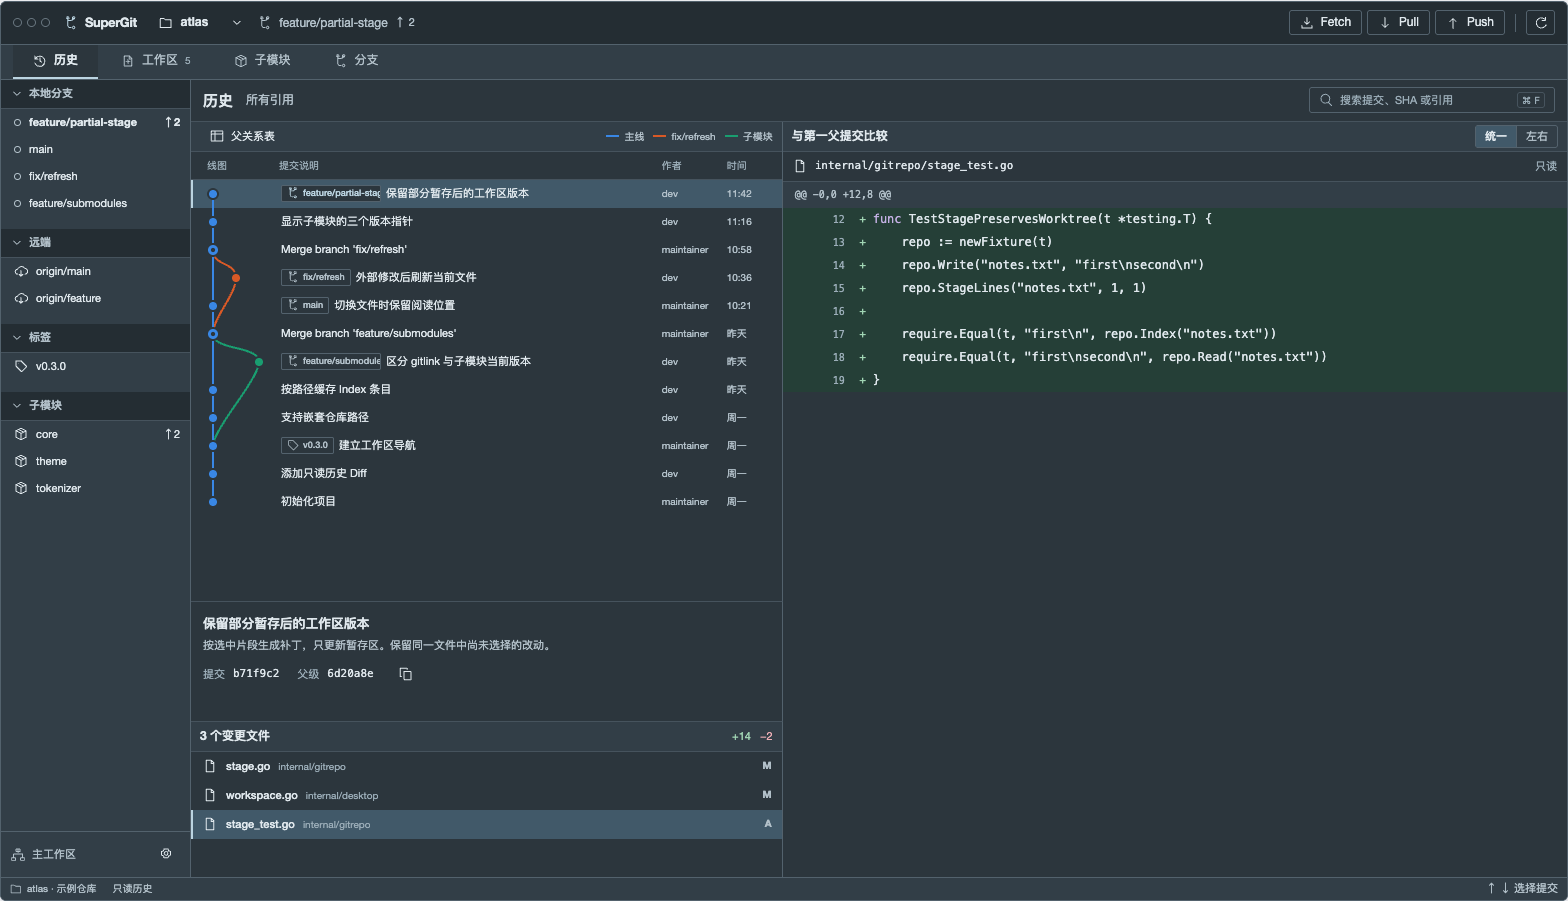 SuperGit atlas feature/partial-stage ↑ 2 Fetch Pull Push
历史 工作区 5 子模块 分支
本地分支
feature/partial-stage ↑2
main
fix/refresh
feature/submodules
远端
origin/main
origin/feature
标签
v0.3.0
子模块
core ↑2
theme
tokenizer
主工作区
历史 所有引用 搜索提交、SHA 或引用 ⌘ F
父关系表 主线 fix/refresh 子模块
线图 提交说明 作者 时间
feature/partial-stag 保留部分暂存后的工作区版本 dev 11:42
显示子模块的三个版本指针 dev 11:16
Merge branch 'fix/refresh' maintainer 10:58
fix/refresh 外部修改后刷新当前文件 dev 10:36
main 切换文件时保留阅读位置 maintainer 10:21
Merge branch 'feature/submodules' maintainer 昨天
feature/submodule 区分 gitlink 与子模块当前版本 dev 昨天
按路径缓存 Index 条目 dev 昨天
支持嵌套仓库路径 dev 周一
v0.3.0 建立工作区导航 maintainer 周一
添加只读历史 Diff dev 周一
初始化项目 maintainer 周一
保留部分暂存后的工作区版本
按选中片段生成补丁，只更新暂存区。保留同一文件中尚未选择的改动。
提交 b71f9c2 父级 6d20a8e
3 个变更文件 +14 −2
stage.go internal/gitrepo M
workspace.go internal/desktop M
stage_test.go internal/gitrepo A
与第一父提交比较 统一 左右
internal/gitrepo/stage_test.go 只读
@@ −0,0 +12,8 @@
12 + func TestStagePreservesWorktree(t *testing.T) {
13 + repo := newFixture(t)
14 + repo.Write("notes.txt", "first\nsecond\n")
15 + repo.StageLines("notes.txt", 1, 1)
16 +
17 + require.Equal(t, "first\n", repo.Index("notes.txt"))
18 + require.Equal(t, "first\nsecond\n", repo.Read("notes.txt"))
19 + }
atlas · 示例仓库 只读历史 ↑ ↓ 选择提交